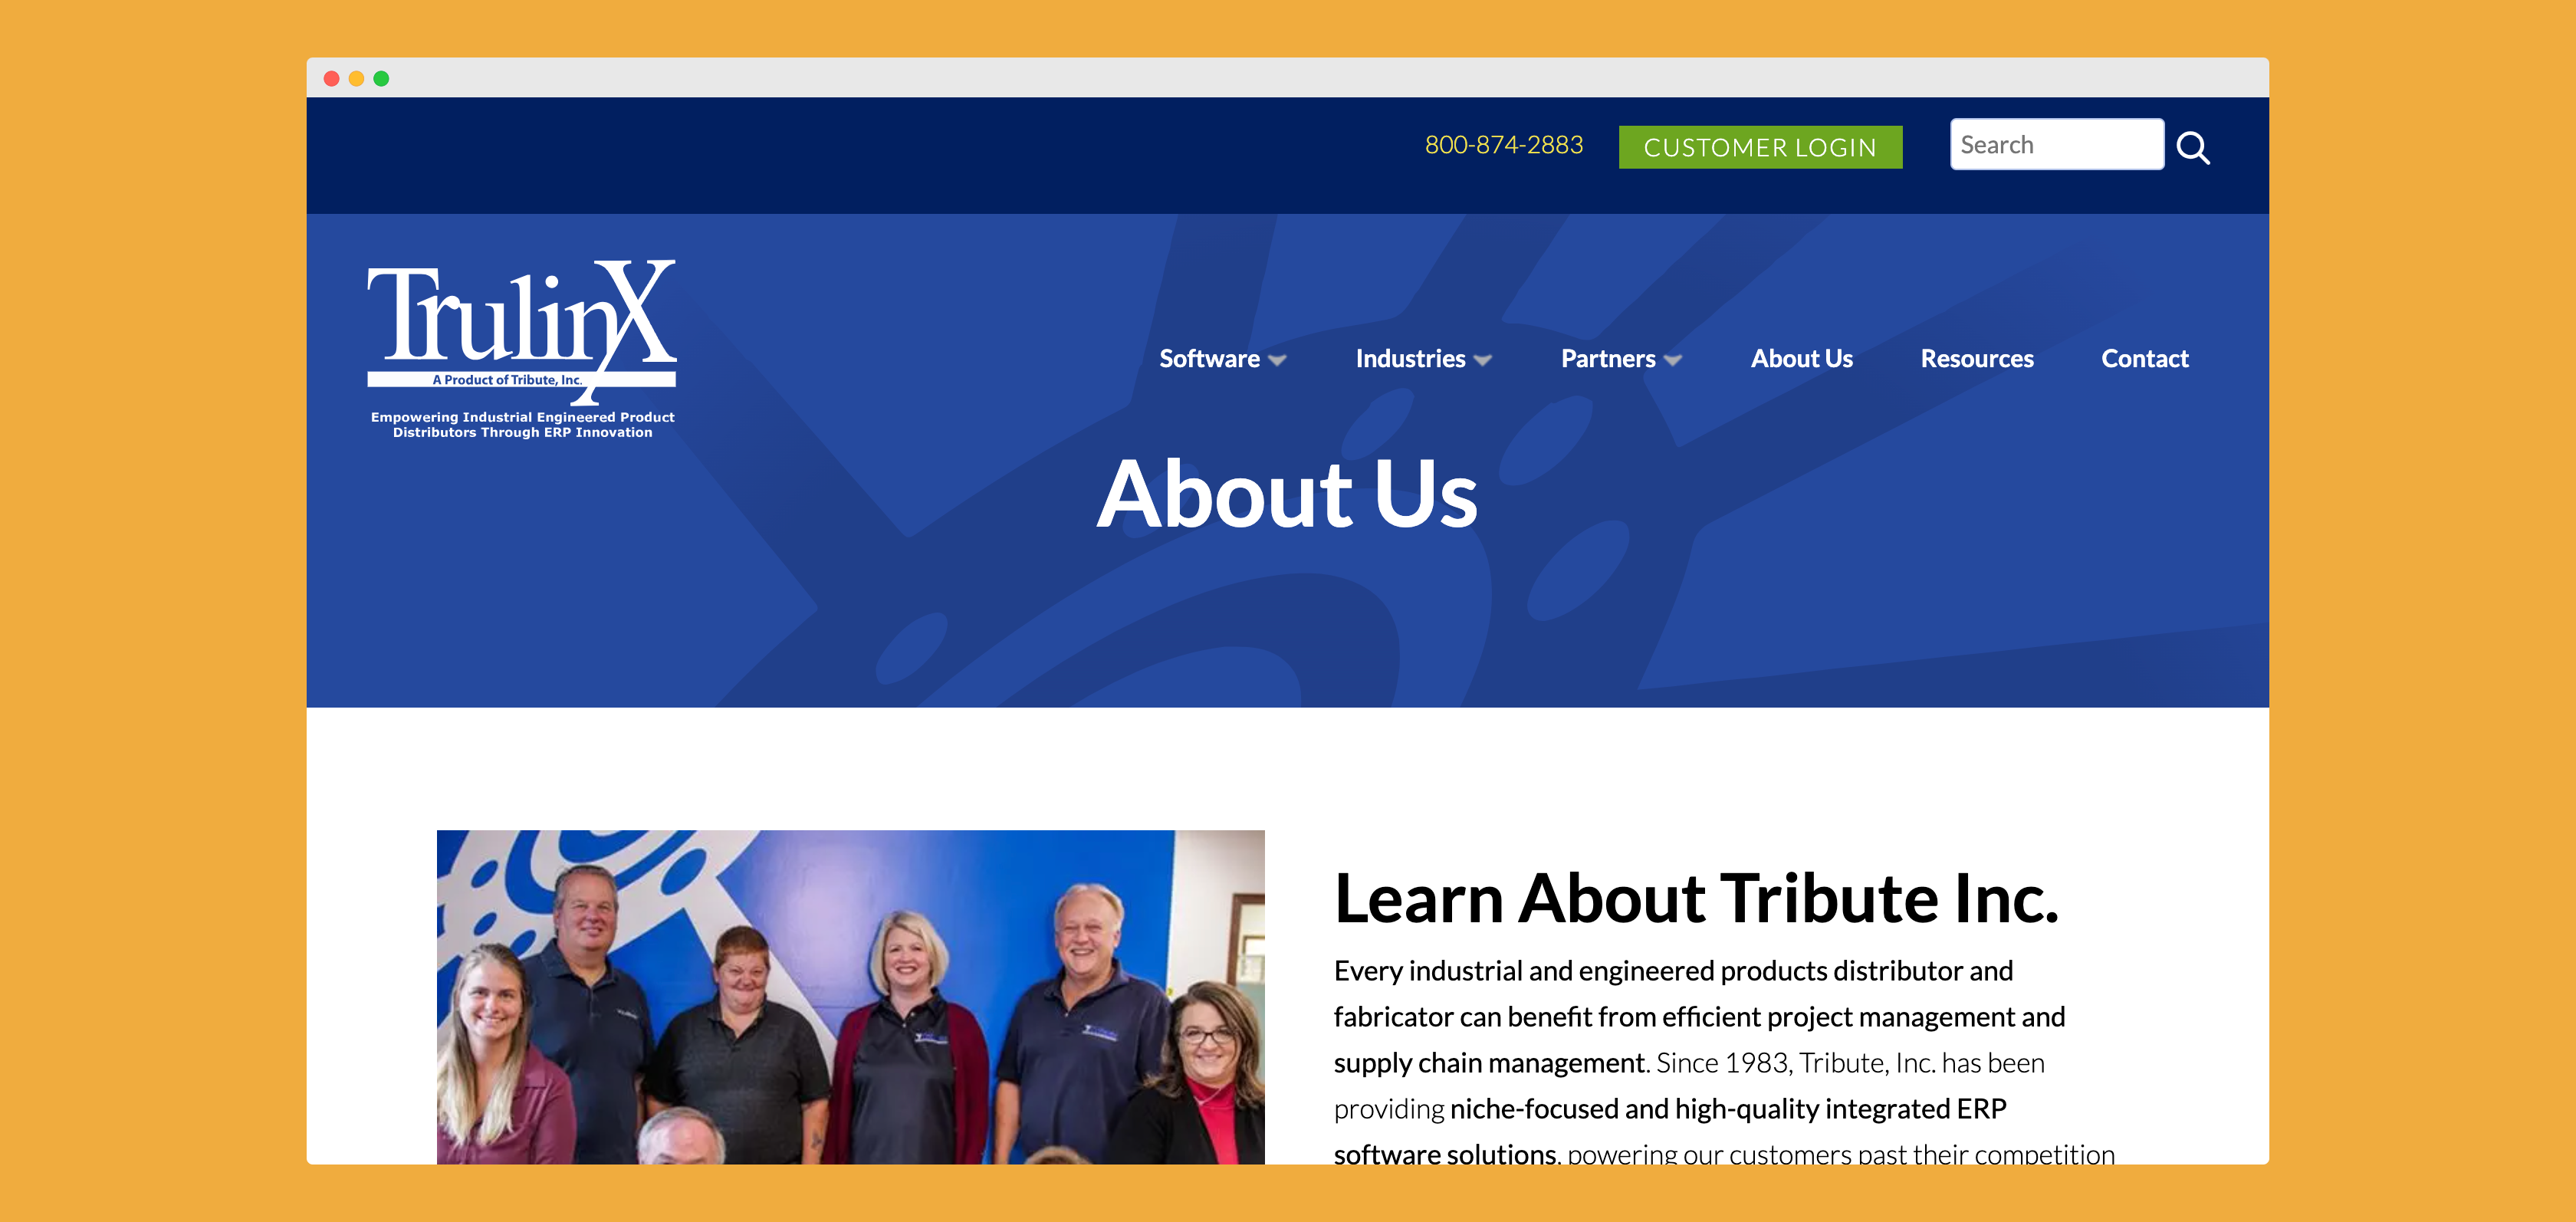 800-874-2883
CUSTOMER LOGIN
Search
TrulinX
A Product of Tribute, Inc.
Empowering Industrial Engineered Product
Distributors Through ERP Innovation
Software
Industries
Partners
About Us
Resources
Contact
About Us
Learn About Tribute Inc.
Every industrial and engineered products distributor and
fabricator can benefit from efficient project management and
supply chain management. Since 1983, Tribute, Inc. has been
providing niche-focused and high-quality integrated ERP
software solutions, powering our customers past their competition